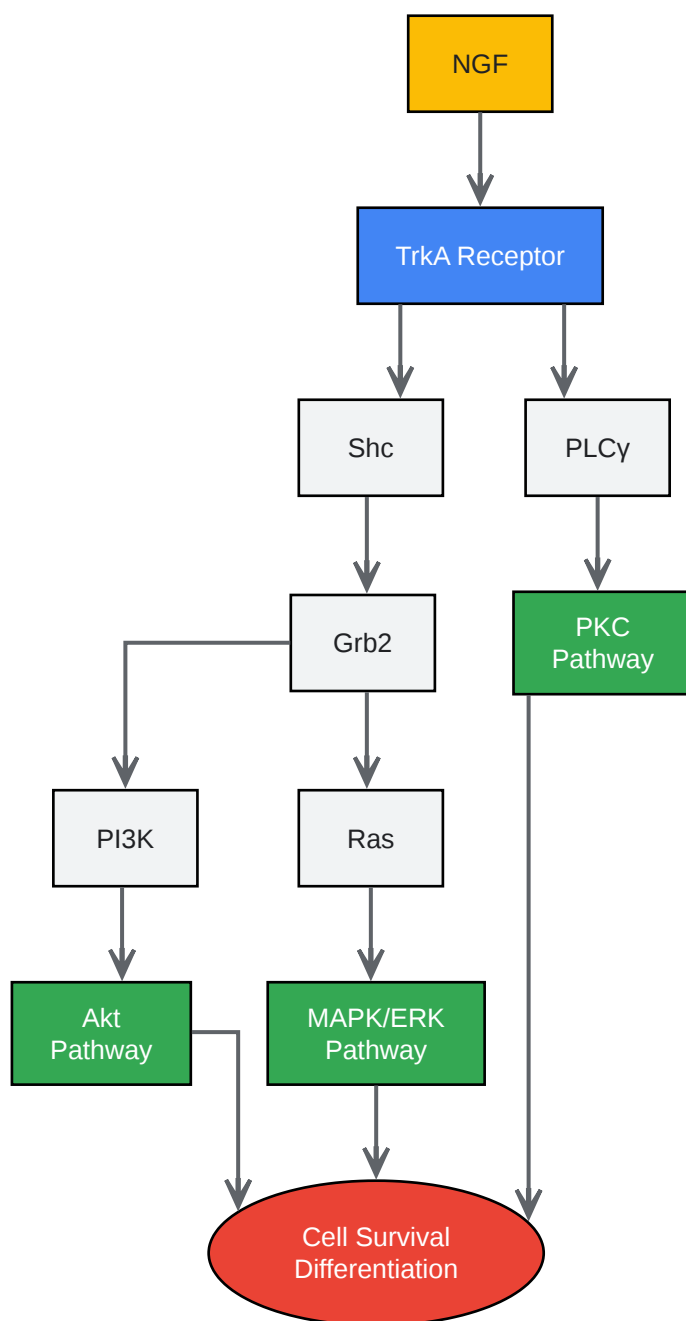 NGF
TrkA Receptor
Shc
PLCγ
Grb2
PKC
Pathway
PI3K
Ras
Akt
Pathway
MAPK/ERK
Pathway
Cell Survival
Differentiation